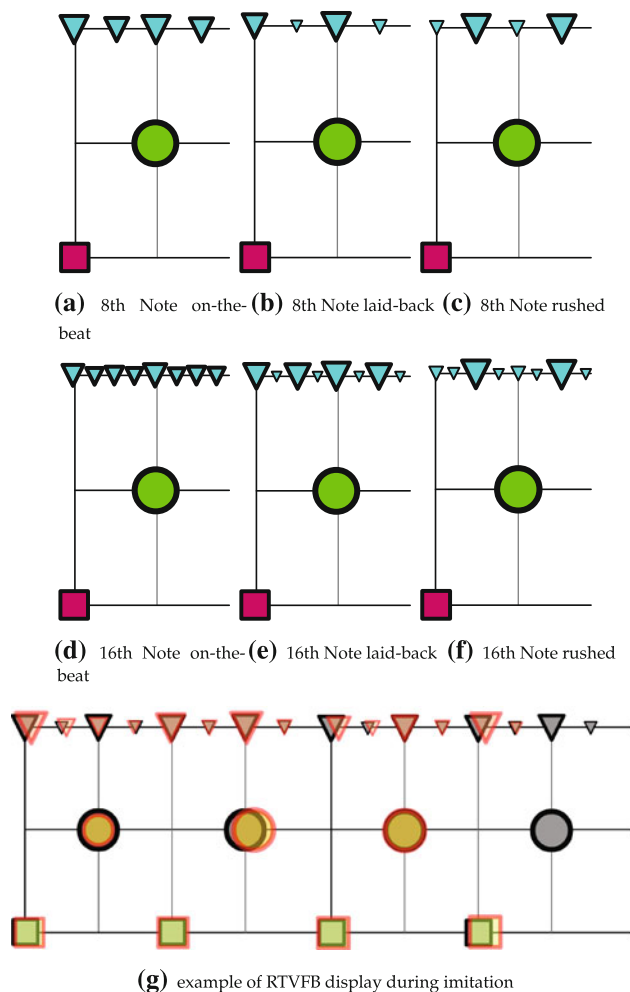 (a) 8th Note on-the-beat
(b) 8th Note laid-back
(c) 8th Note rushed
(d) 16th Note on-the-beat
(e) 16th Note laid-back
(f) 16th Note rushed
(g) example of RTVFB display during imitation